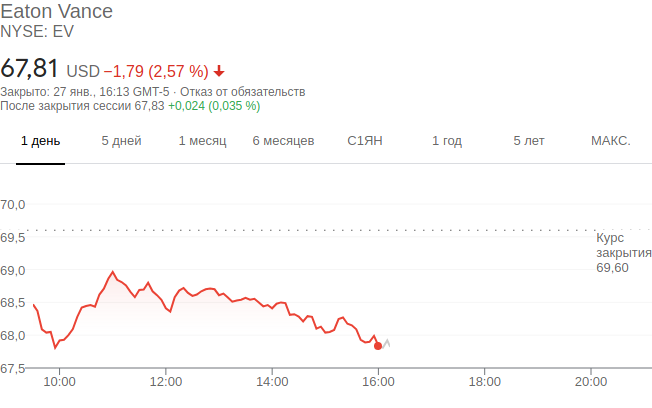 Eaton Vance
NYSE: EV
67,81 USD −1,79 (2,57 %)
Закрыто: 27 янв., 16:13 GMT-5 · Отказ от обязательств
После закрытия сессии 67,83 +0,024 (0,035 %)
1 день 5 дней 1 месяц 6 месяцев С1ЯН 1 год 5 лет МАКС.
70,0
69,5
Курс
закрытия
69,60
69,0
68,5
68,0
67,5
10:00 12:00 14:00 16:00 18:00 20:00